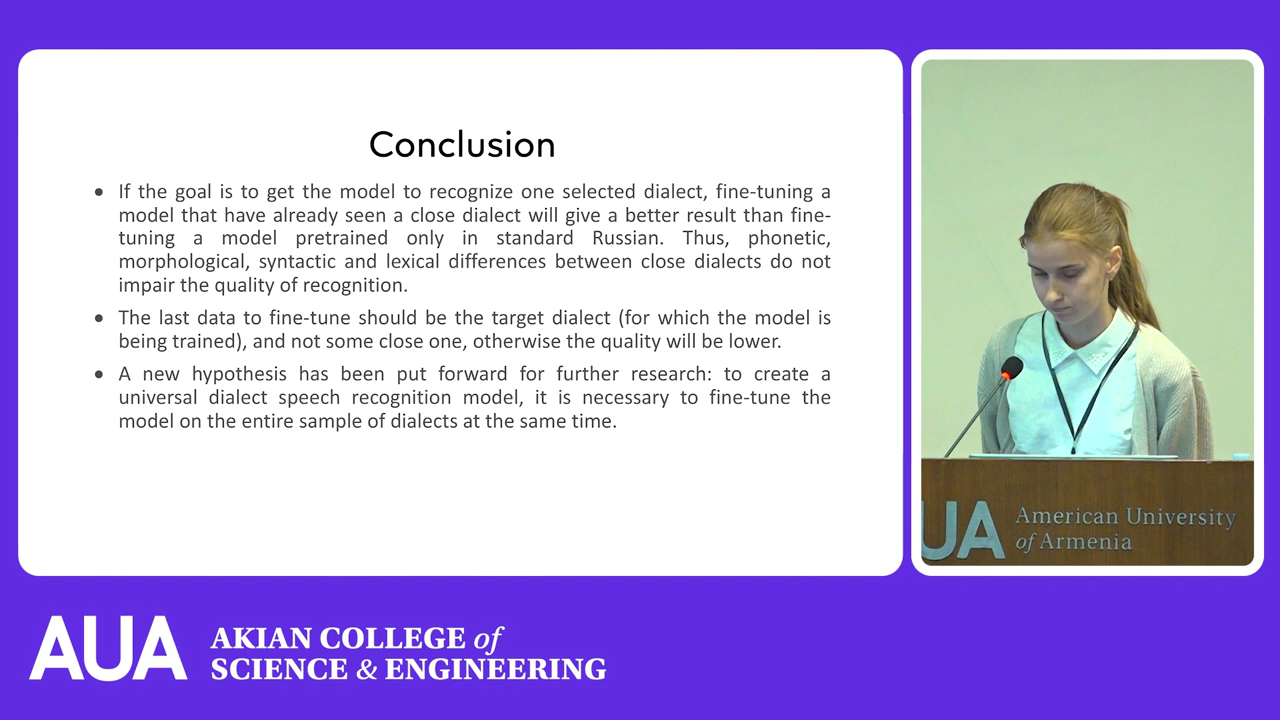 Conclusion
• If the goal is to get the model to recognize one selected dialect, fine-tuning a
model that have already seen a close dialect will give a better result than fine-
tuning a model pretrained only in standard Russian. Thus, phonetic,
morphological, syntactic and lexical differences between close dialects do not
impair the quality of recognition.
• The last data to fine-tune should be the target dialect (for which the model is
being trained), and not some close one, otherwise the quality will be lower.
• A new hypothesis has been put forward for further research: to create a
universal dialect speech recognition model, it is necessary to fine-tune the
model on the entire sample of dialects at the same time.
UA
American University
of Armenia
AUA
AKIAN COLLEGE of
SCIENCE & ENGINEERING